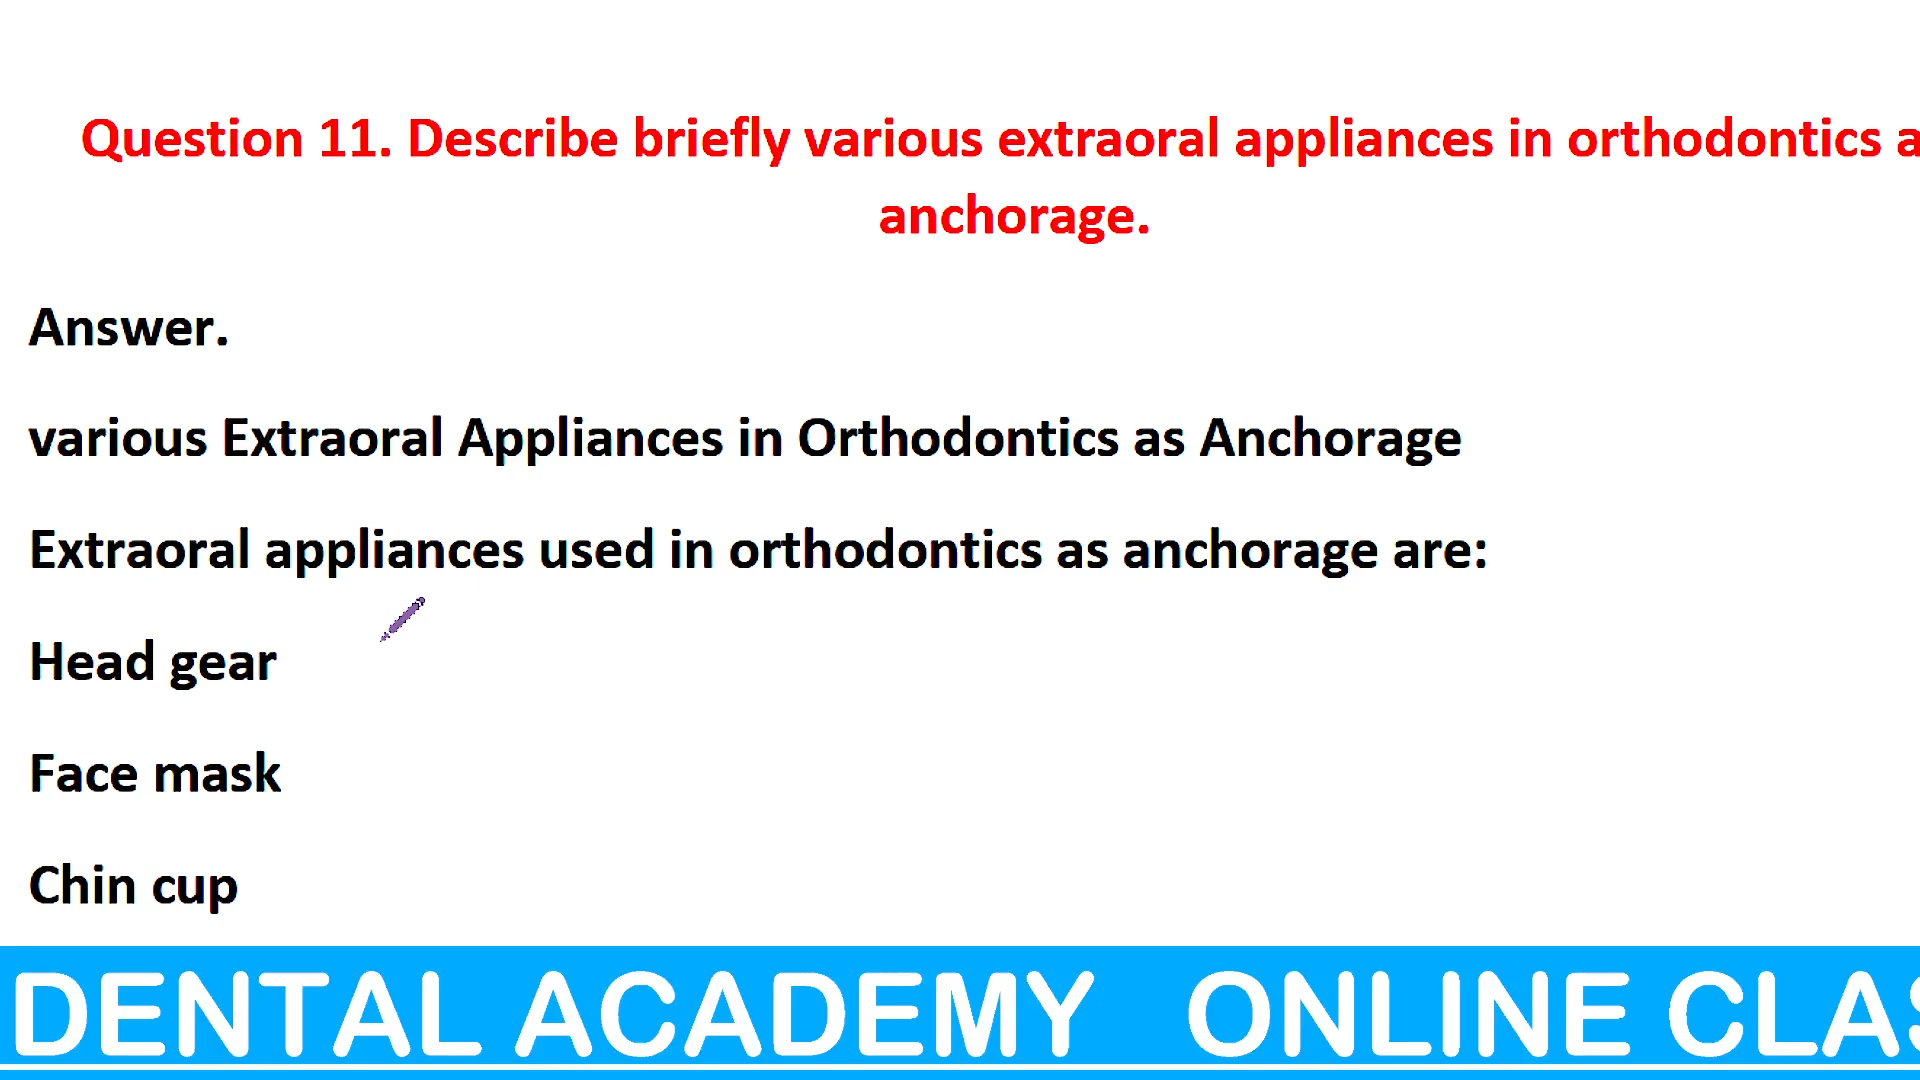 Question 11. Describe briefly various extraoral appliances in orthodontics a
anchorage.
Answer.
various Extraoral Appliances in Orthodontics as Anchorage
Extraoral appliances used in orthodontics as anchorage are:
Head gear
Face mask
Chin cup
DENTAL ACADEMY ONLINE CLAS